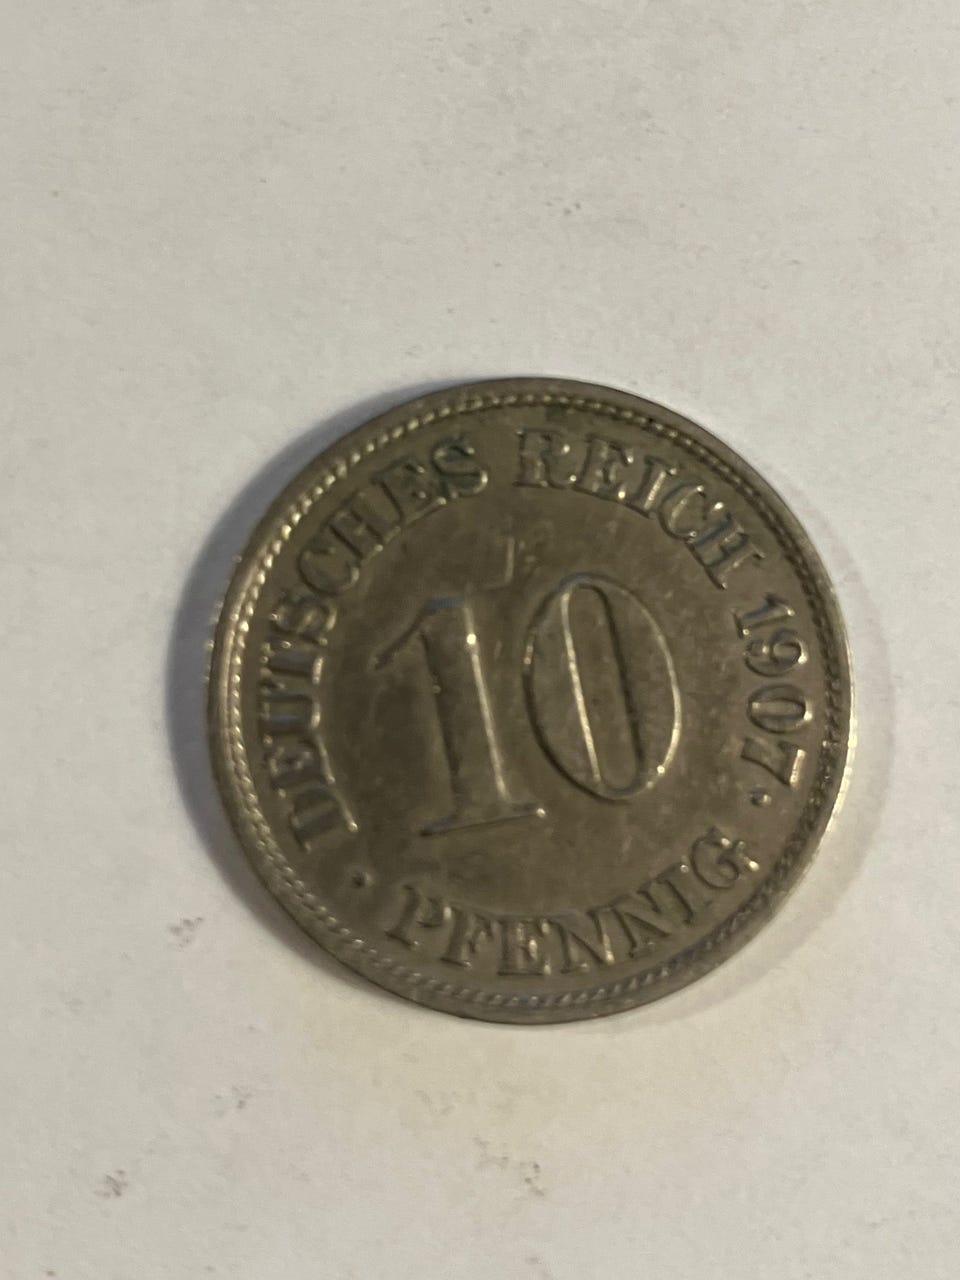 DEUTSCHES REICH 1907.
10
· PFENNIG